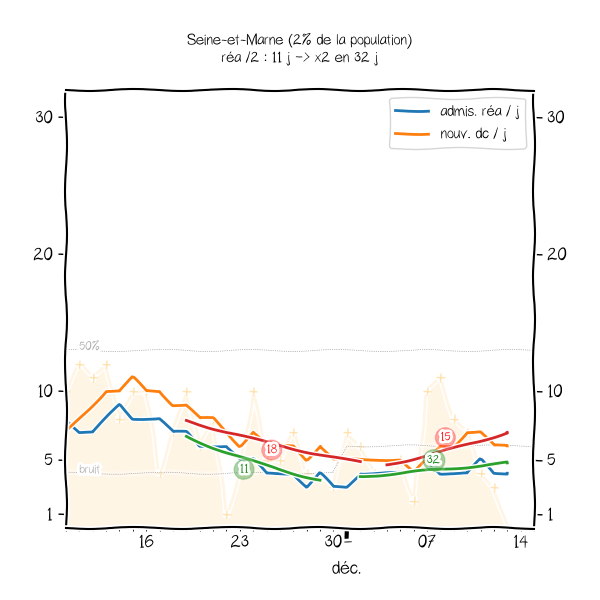 Seine-et-Marne (2% de la population)
réa /2 : 11 j -> x2 en 32 j
admis. réa / j
nouv. dc / j
30 30
20 20
50%
10 10
15
18
32
5 5
11
bruit
1 1
16 23 30 07 14
déc.